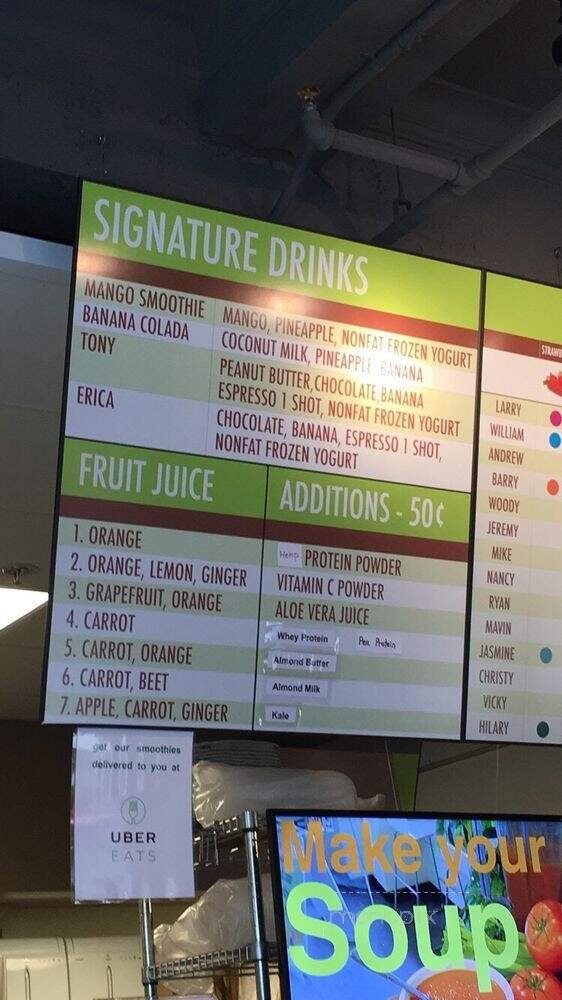 SIGNATURE DRINKS
MANGO SMOOTHIE MANGO, PINEAPPLE, NONFAT FROZEN YOGURT
BANANA COLADA COCONUT MILK, PINEAPPLE, BANANA
TONY PEANUT BUTTER, CHOCOLATE, BANANA
ESPRESSO 1 SHOT, NONFAT FROZEN YOGURT
ERICA CHOCOLATE, BANANA, ESPRESSO 1 SHOT,
NONFAT FROZEN YOGURT
FRUIT JUICE
1. ORANGE
2. ORANGE, LEMON, GINGER
3. GRAPEFRUIT, ORANGE
4. CARROT
5. CARROT, ORANGE
6. CARROT, BEET
7. APPLE, CARROT, GINGER
ADDITIONS - 50¢
Hemp PROTEIN POWDER
VITAMIN C POWDER
ALOE VERA JUICE
Whey Protein Pea Protein
Almond Butter
Almond Milk
Kale
STRAWB
LARRY
WILLIAM
ANDREW
BARRY
WOODY
JEREMY
MIKE
NANCY
RYAN
MAVIN
JASMINE
CHRISTY
VICKY
HILARY
get our smoothies
delivered to you at
UBER
EATS
Make your
Soup